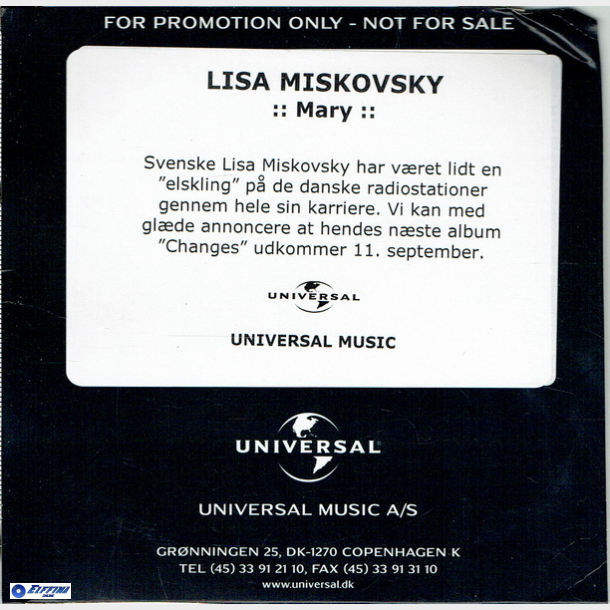 FOR PROMOTION ONLY - NOT FOR SALE
LISA MISKOVSKY
:: Mary ::
Svenske Lisa Miskovsky har været lidt en
”elskling” på de danske radiostationer
gennem hele sin karriere. Vi kan med
glæde annoncere at hendes næste album
”Changes” udkommer 11. september.
UNIVERSAL
UNIVERSAL MUSIC
UNIVERSAL
UNIVERSAL MUSIC A/S
GRØNNINGEN 25, DK-1270 COPENHAGEN K
TEL (45) 33 91 21 10, FAX (45) 33 91 31 10
www.universal.dk
ELFFINA
ONLINE